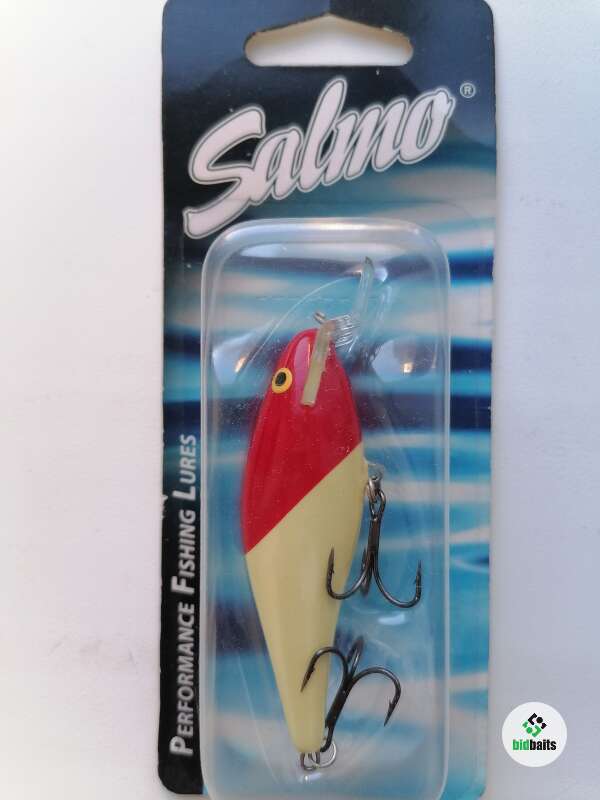 Salmo®
PERFORMANCE FISHING LURES
bidbaits